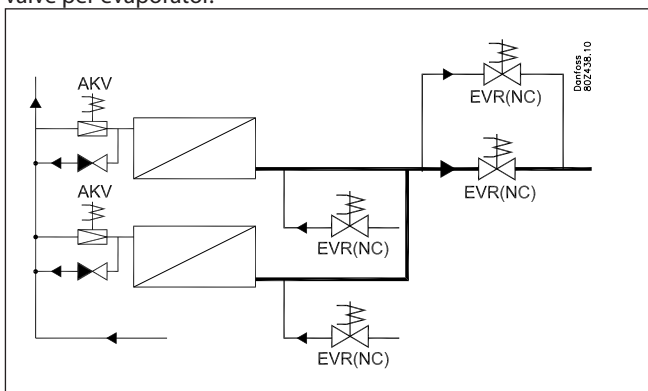 valve per evaporator.
AKV
EVR(NC)
Danfoss
80Z438.10
AKV
EVR(NC)
EVR(NC)
EVR(NC)